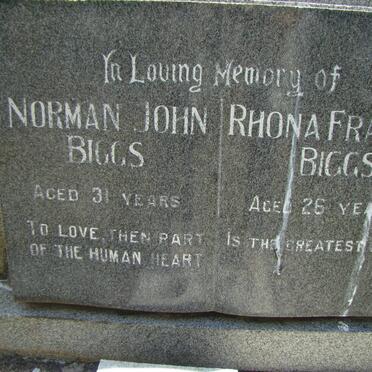 In Loving Memory of
NORMAN JOHN
BIGGS
AGED 31 YEARS
TO LOVE, THEN PART
OF THE HUMAN HEART
RHONA FRA
BIGGS
AGED 26 YEA
IS THE GREATEST